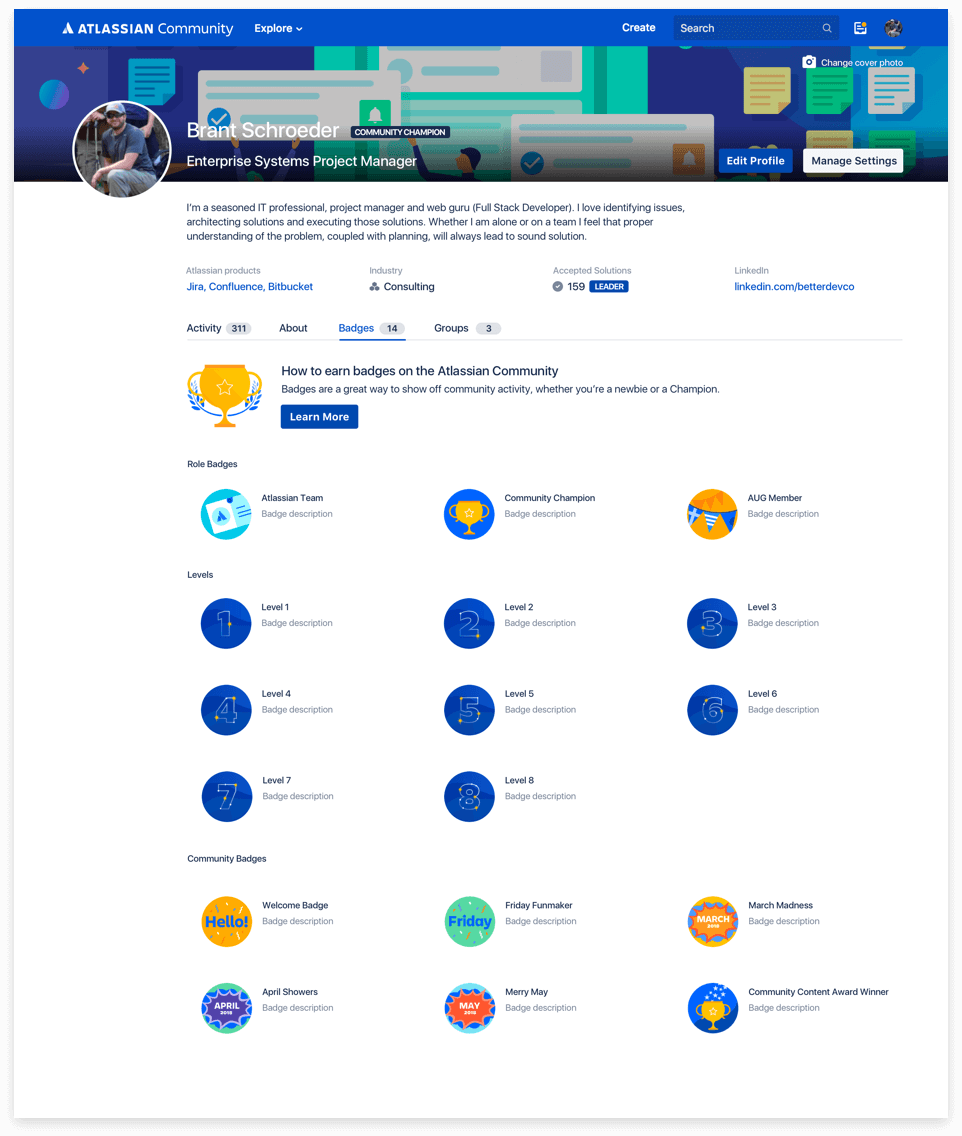 ATLASSIAN Community
Explore
Create
Search
Change cover photo
Brant Schroeder COMMUNITY CHAMPION
Enterprise Systems Project Manager
Edit Profile
Manage Settings
I'm a seasoned IT professional, project manager and web guru (Full Stack Developer). I love identifying issues,
architecting solutions and executing those solutions. Whether I am alone or on a team I feel that proper
understanding of the problem, coupled with planning, will always lead to sound solution.
Atlassian products
Jira, Confluence, Bitbucket
Industry
Consulting
Accepted Solutions
159 LEADER
LinkedIn
linkedin.com/betterdevco
Activity 311
About
Badges 14
Groups 3
How to earn badges on the Atlassian Community
Badges are a great way to show off community activity, whether you're a newbie or a Champion.
Learn More
Role Badges
Atlassian Team
Badge description
Community Champion
Badge description
AUG Member
Badge description
Levels
1
Level 1
Badge description
2
Level 2
Badge description
3
Level 3
Badge description
4
Level 4
Badge description
5
Level 5
Badge description
6
Level 6
Badge description
7
Level 7
Badge description
8
Level 8
Badge description
Community Badges
Hello!
Welcome Badge
Badge description
Friday
Friday Funmaker
Badge description
MARCH
2018
March Madness
Badge description
APRIL
2018
April Showers
Badge description
MAY
2018
Merry May
Badge description
Community Content Award Winner
Badge description